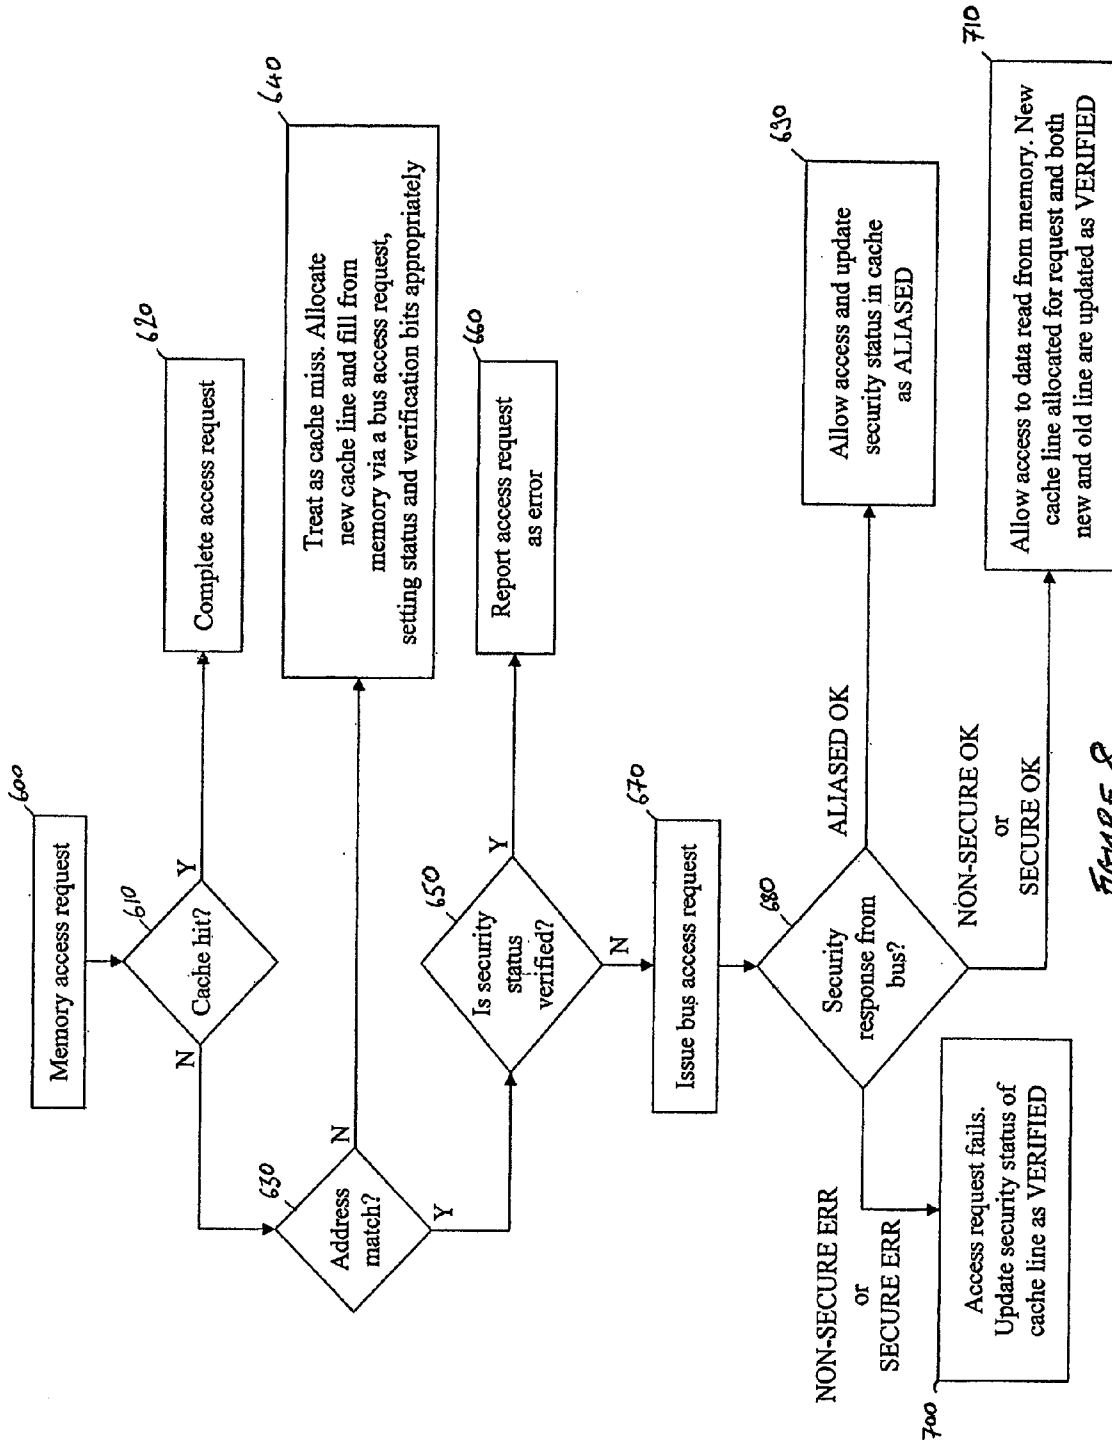 600
Memory access request
610
Cache hit?
Y
N
620
Complete access request
630
Address
match?
N
Y
640
Treat as cache miss. Allocate
new cache line and fill from
memory via a bus access request,
setting status and verification bits appropriately
650
Is security
status
verified?
Y
N
660
Report access request
as error
670
Issue bus access request
680
Security
response from
bus?
ALIASED OK
690
Allow access and update
security status in cache
as ALIASED
NON-SECURE ERR
or
SECURE ERR
700
Access request fails.
Update security status of
cache line as VERIFIED
NON-SECURE OK
or
SECURE OK
710
Allow access to data read from memory. New
cache line allocated for request and both
new and old line are updated as VERIFIED
FIGURE 8